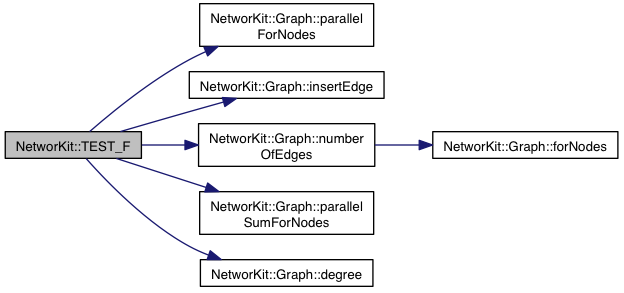 NetworKit::Graph::parallel
ForNodes
NetworKit::Graph::insertEdge
NetworKit::TEST_F
NetworKit::Graph::number
OfEdges
NetworKit::Graph::forNodes
NetworKit::Graph::parallel
SumForNodes
NetworKit::Graph::degree